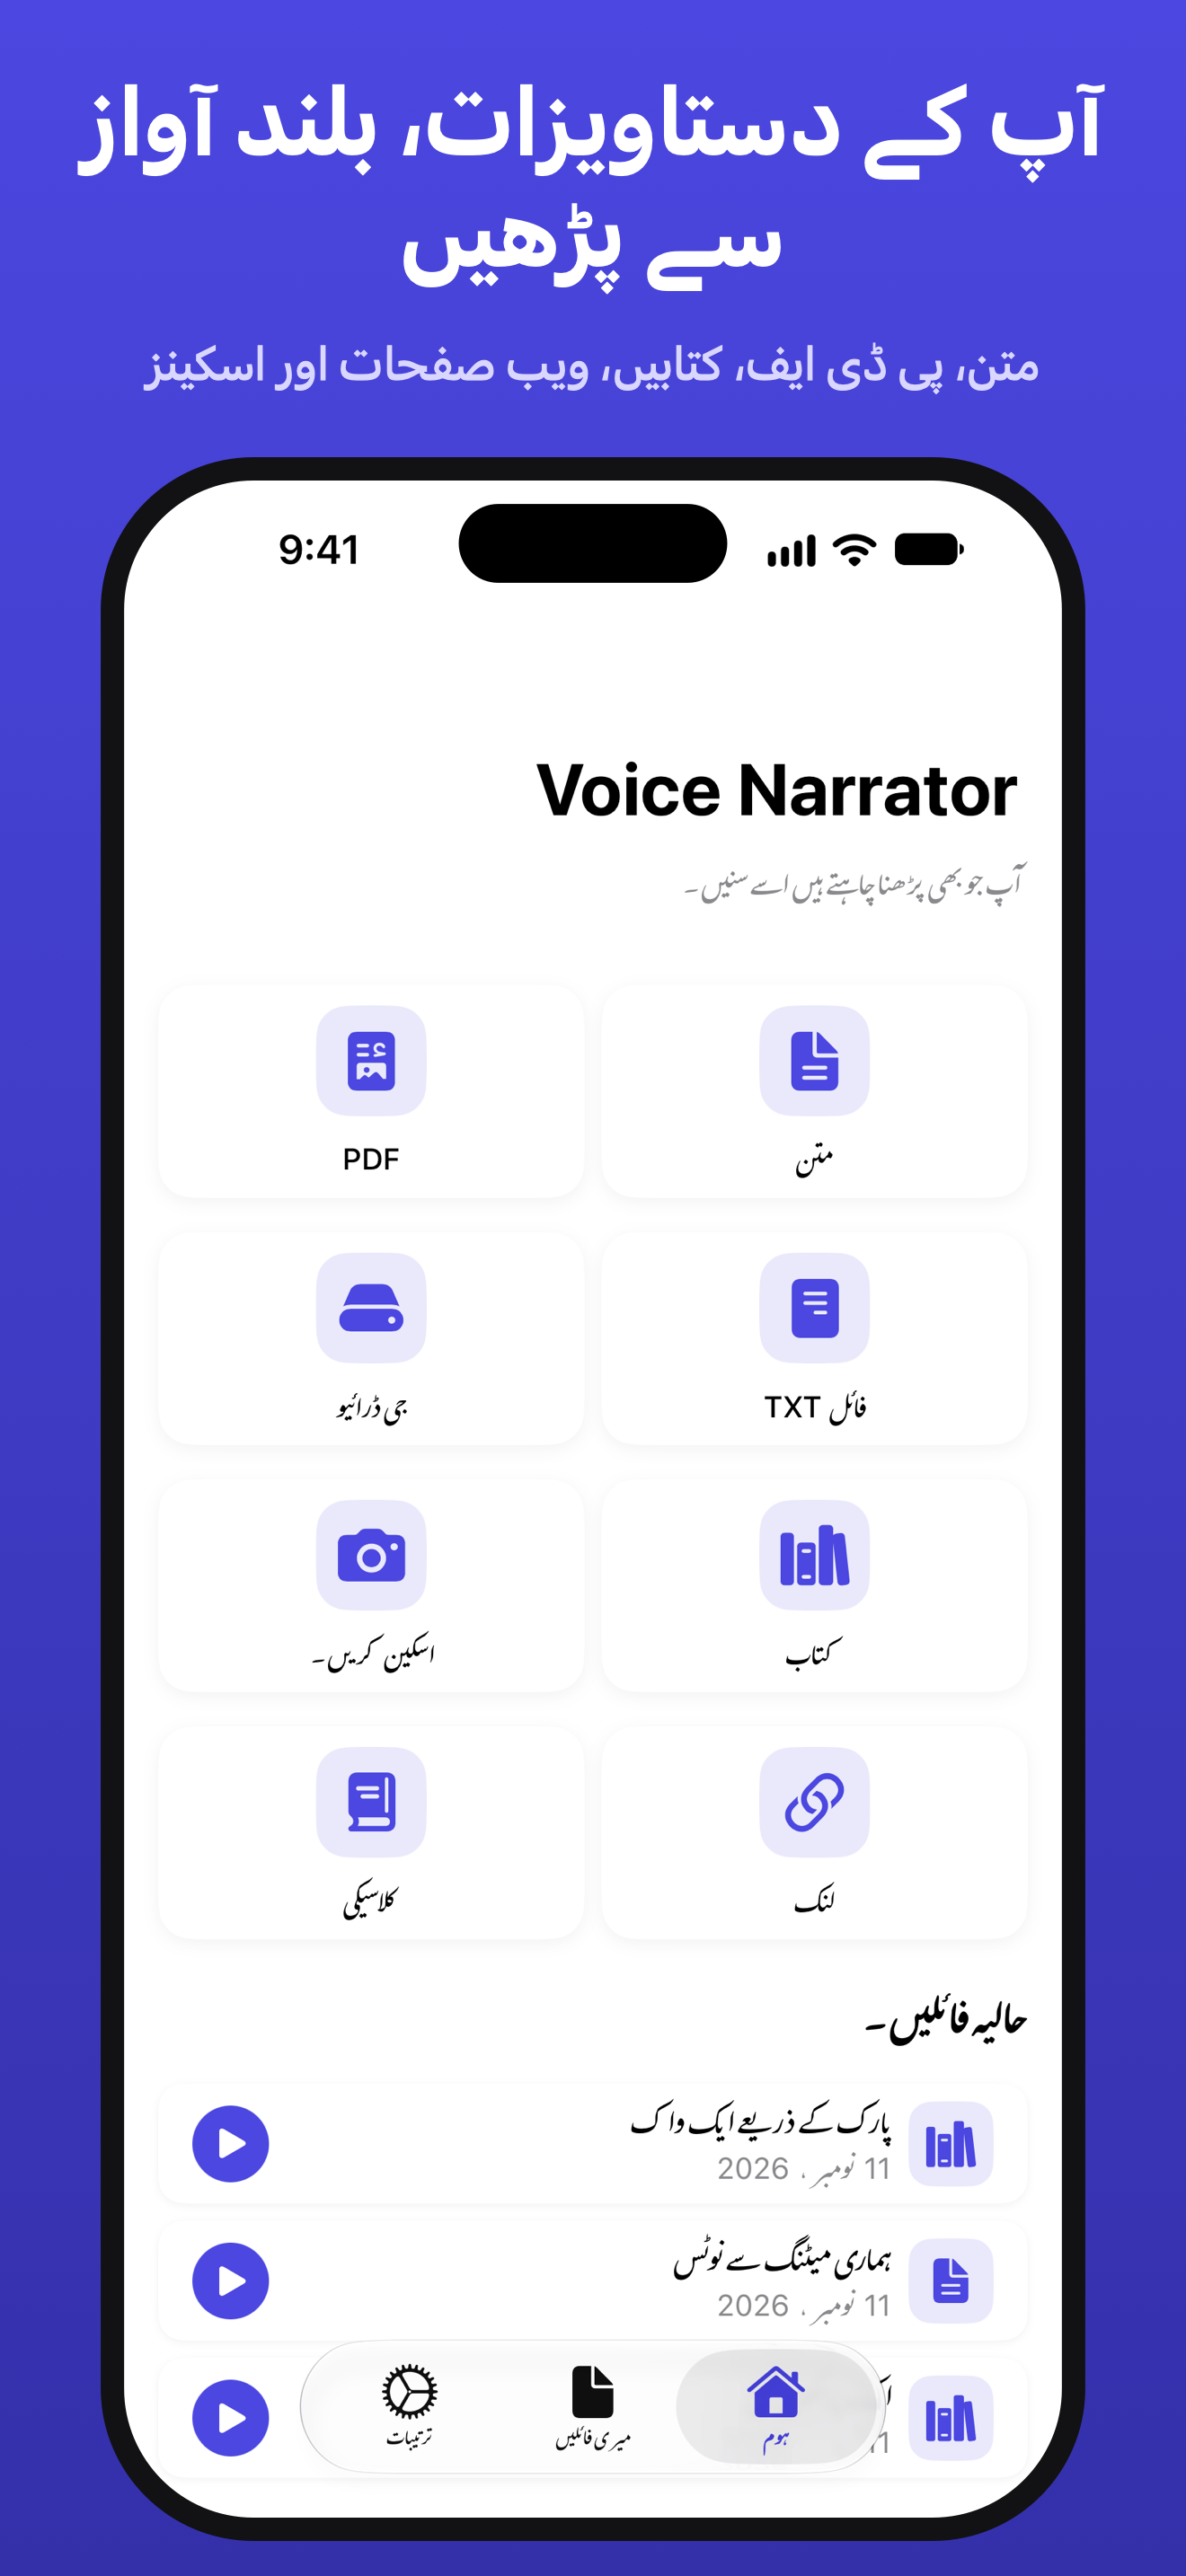 آپ کے دستاویزات، بلند آواز
سے پڑھیں
متن، پی ڈی ایف، کتابیں، ویب صفحات اور اسکینز
9:41
Voice Narrator
آپ جو بھی پڑھنا چاہتے ہیں اسے سنیں۔
متن
PDF
فائل TXT
جی ڈرائیو
کتاب
اسکین کریں۔
لنک
کلاسیکی
حالیہ فائلیں۔
پارک کے ذریعے ایک واک
11 نومبر، 2026
ہماری میٹنگ سے نوٹس
11 نومبر، 2026
ہوم
میری فائلیں
ترتیبات